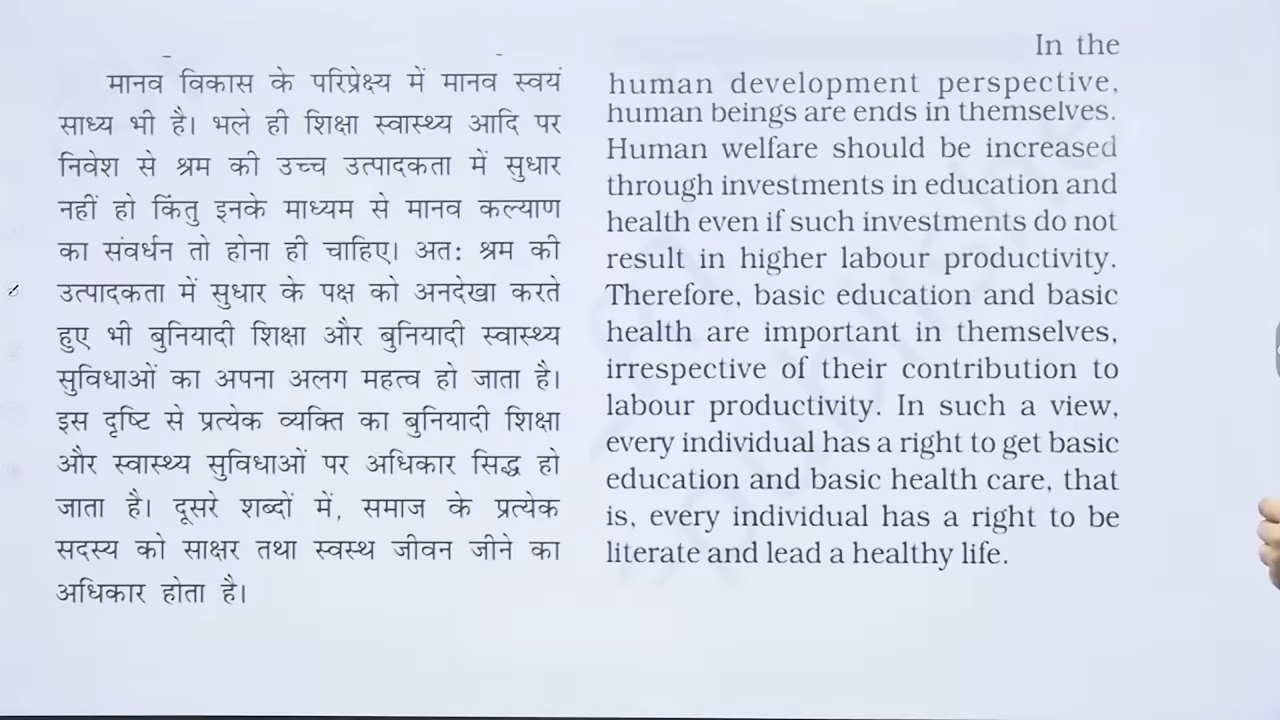 मानव विकास के परिप्रेक्ष्य में मानव स्वयं
साध्य भी है। भले ही शिक्षा स्वास्थ्य आदि पर
निवेश से श्रम की उच्च उत्पादकता में सुधार
नहीं हो किंतु इनके माध्यम से मानव कल्याण
का संवर्धन तो होना ही चाहिए। अतः श्रम की
उत्पादकता में सुधार के पक्ष को अनदेखा करते
हुए भी बुनियादी शिक्षा और बुनियादी स्वास्थ्य
सुविधाओं का अपना अलग महत्व हो जाता है।
इस दृष्टि से प्रत्येक व्यक्ति का बुनियादी शिक्षा
और स्वास्थ्य सुविधाओं पर अधिकार सिद्ध हो
जाता है। दूसरे शब्दों में, समाज के प्रत्येक
सदस्य को साक्षर तथा स्वस्थ जीवन जीने का
अधिकार होता है।
In the
human development perspective,
human beings are ends in themselves.
Human welfare should be increased
through investments in education and
health even if such investments do not
result in higher labour productivity.
Therefore, basic education and basic
health are important in themselves,
irrespective of their contribution to
labour productivity. In such a view,
every individual has a right to get basic
education and basic health care, that
is, every individual has a right to be
literate and lead a healthy life.